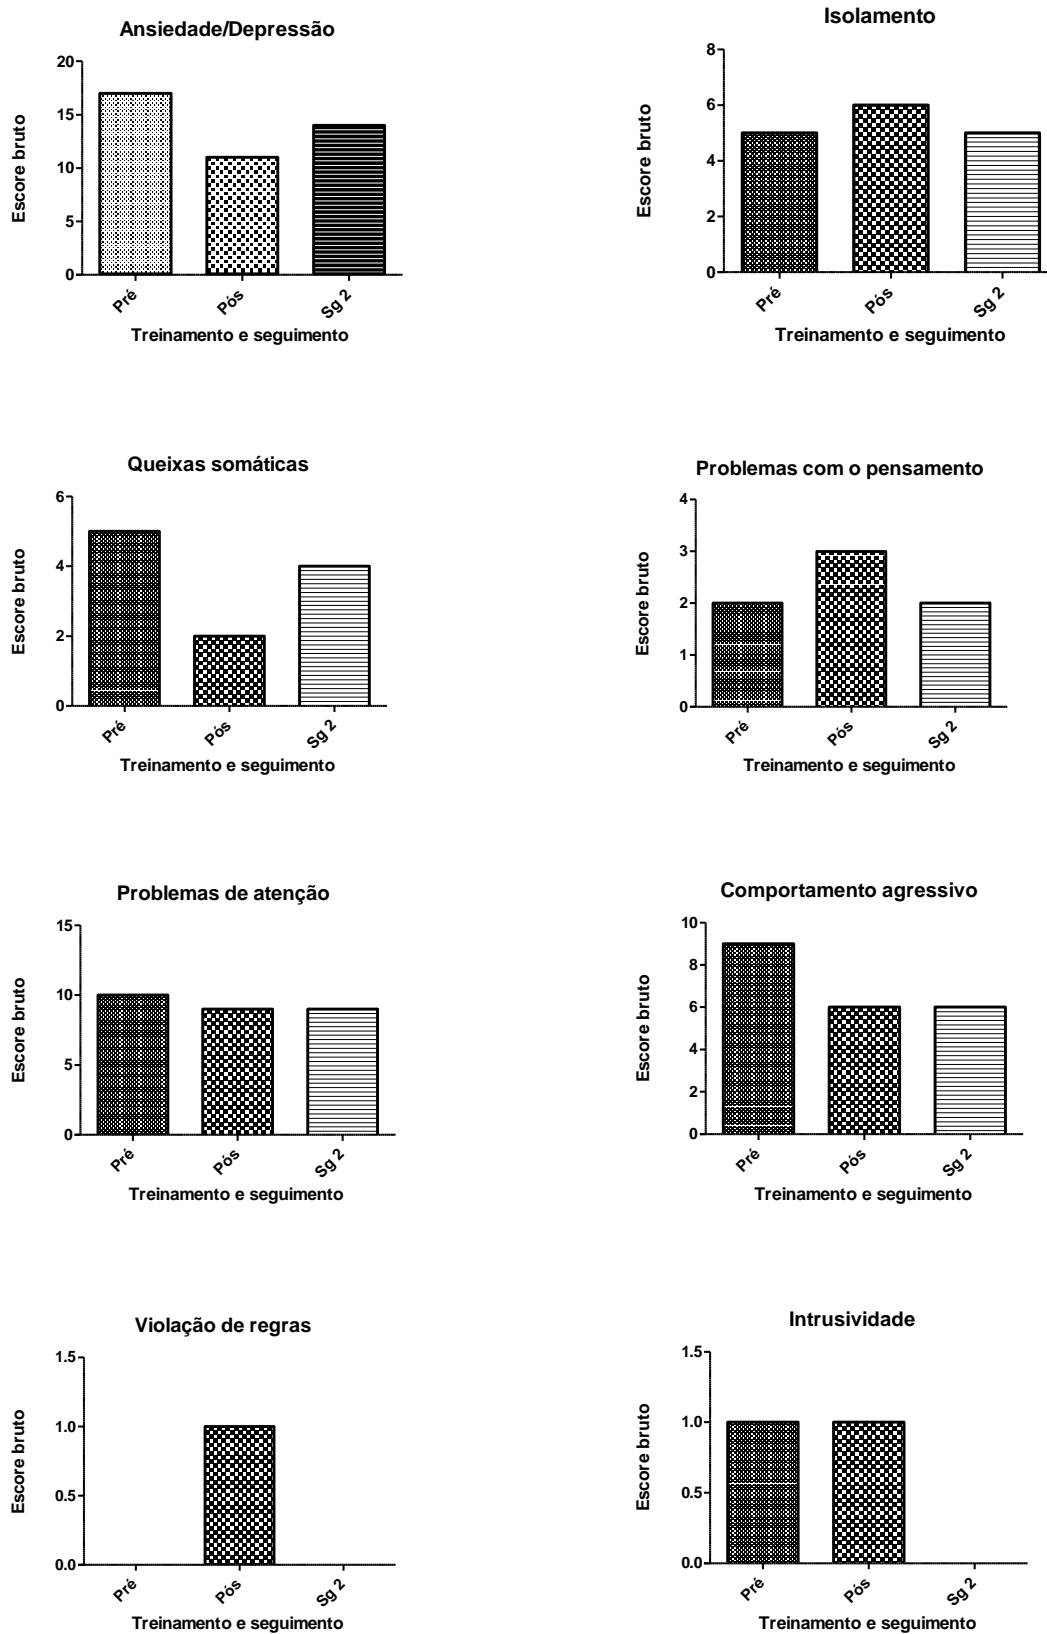 Ansiedade/Depressão
20
15
10
5
0
Escore bruto
Pré
Pós
Sg 2
Treinamento e seguimento
Isolamento
8
6
4
2
0
Escore bruto
Pré
Pós
Sg 2
Treinamento e seguimento
Queixas somáticas
6
4
2
0
Escore bruto
Pré
Pós
Sg 2
Treinamento e seguimento
Problemas com o pensamento
4
3
2
1
0
Escore bruto
Pré
Pós
Sg 2
Treinamento e seguimento
Problemas de atenção
15
10
5
0
Escore bruto
Pré
Pós
Sg 2
Treinamento e seguimento
Comportamento agressivo
10
8
6
4
2
0
Escore bruto
Pré
Pós
Sg 2
Treinamento e seguimento
Violação de regras
1.5
1.0
0.5
0.0
Escore bruto
Pré
Pós
Sg 2
Treinamento e seguimento
Intrusividade
1.5
1.0
0.5
0.0
Escore bruto
Pré
Pós
Sg 2
Treinamento e seguimento